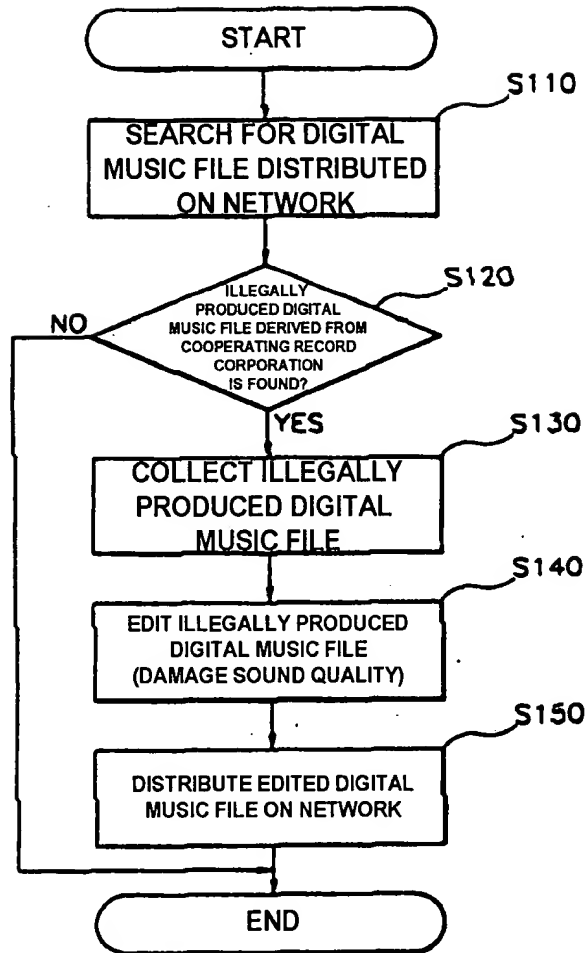 START
S110
SEARCH FOR DIGITAL
MUSIC FILE DISTRIBUTED
ON NETWORK
S120
ILLEGALLY
PRODUCED DIGITAL
MUSIC FILE DERIVED FROM
COOPERATING RECORD
CORPORATION
IS FOUND?
NO
YES
S130
COLLECT ILLEGALLY
PRODUCED DIGITAL
MUSIC FILE
S140
EDIT ILLEGALLY PRODUCED
DIGITAL MUSIC FILE
(DAMAGE SOUND QUALITY)
S150
DISTRIBUTE EDITED DIGITAL
MUSIC FILE ON NETWORK
END